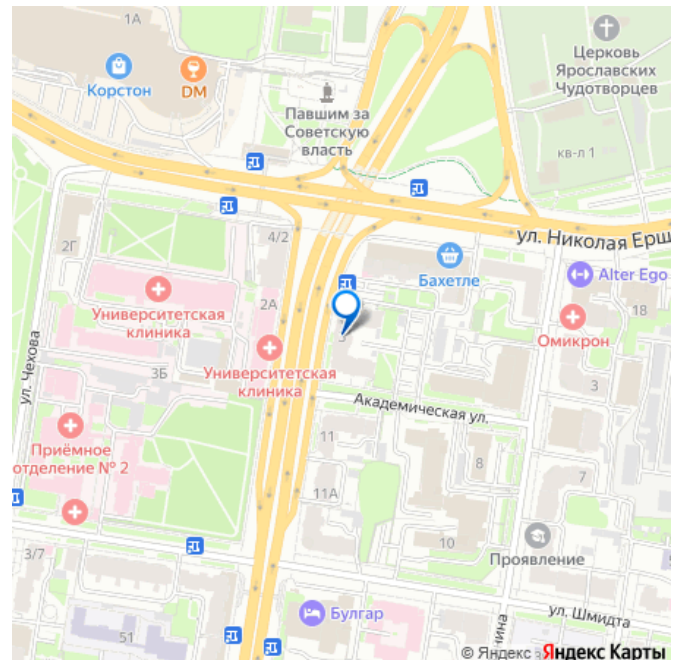 1А
Церковь
Ярославских
Чудотворцев
Корстон
DM
Павшим за
Советскую
власть
кв-л 1
2Г
4/2
ул. Николая Ерш
Бахетле
Alter Ego
Университетская
клиника
2А
18
Омикрон
3
3Б
Университетская
клиника
ул. Чехова
3
Академическая ул.
Приёмное
отделение № 2
11
8
7
11А
10
Проявление
3/7
нина
ул. Шмидта
Булгар
51
© Яндекс Яндекс Карты